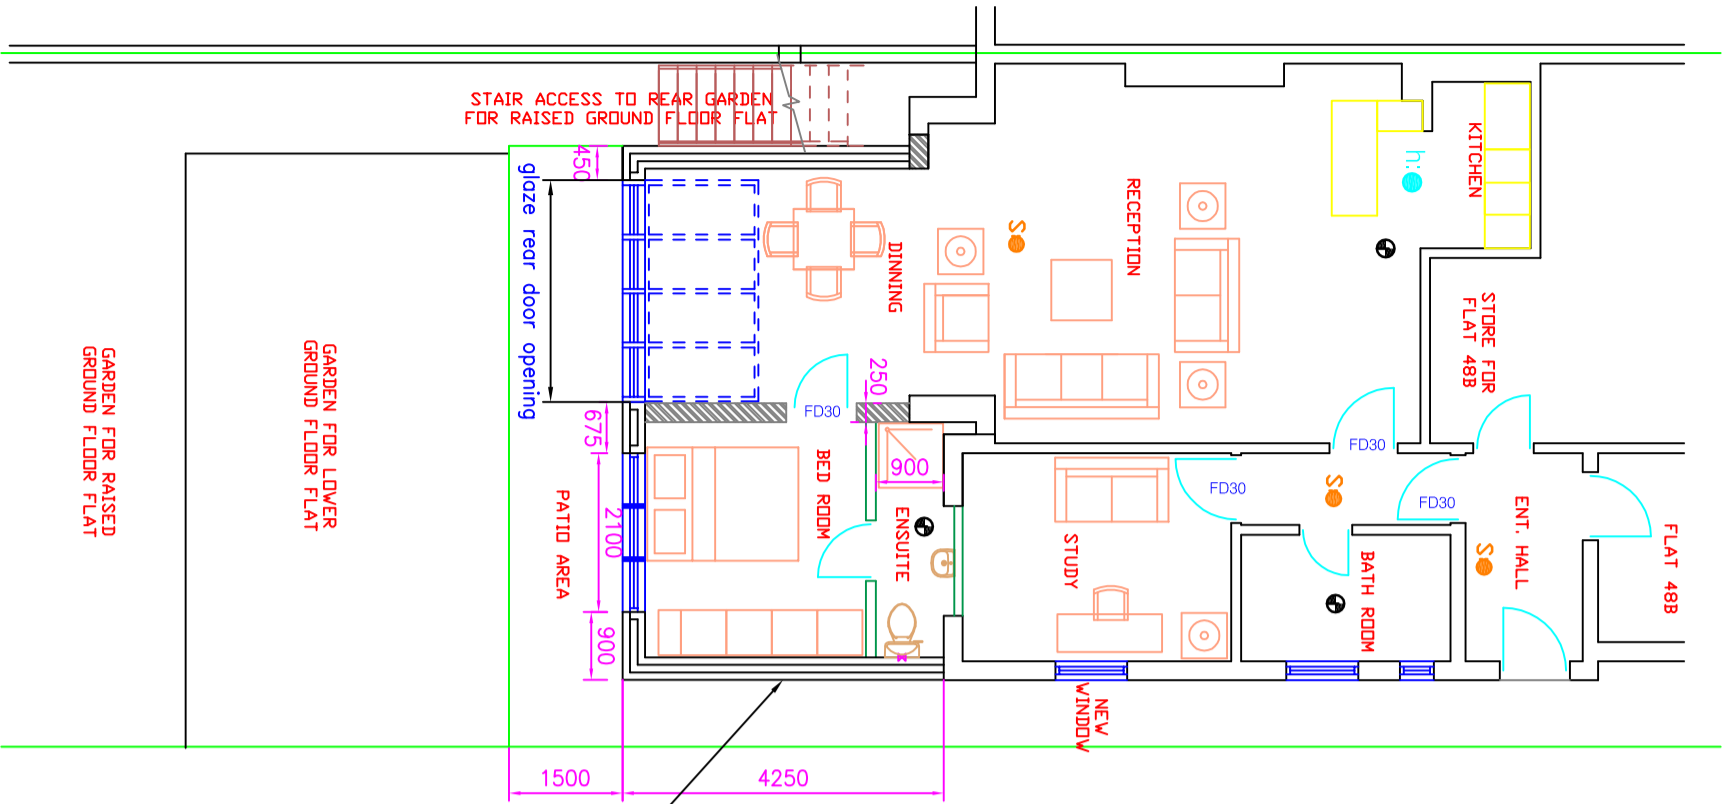 STAIR ACCESS TO REAR GARDEN
FOR RAISED GROUND FLOOR FLAT
KITCHEN
h:
RECEPTION
S
DINNING
450
glaze rear door opening
STORE FOR
FLAT 48B
GARDEN FOR RAISED
GROUND FLOOR FLAT
GARDEN FOR LOWER
GROUND FLOOR FLAT
250
FD30
675
FD30
BED ROOM
900
FD30
FD30
S
PATIO AREA
2100
ENSUITE
STUDY
S
ENT. HALL
FLAT 48B
BATH ROOM
900
NEW
WINDOW
1500
4250